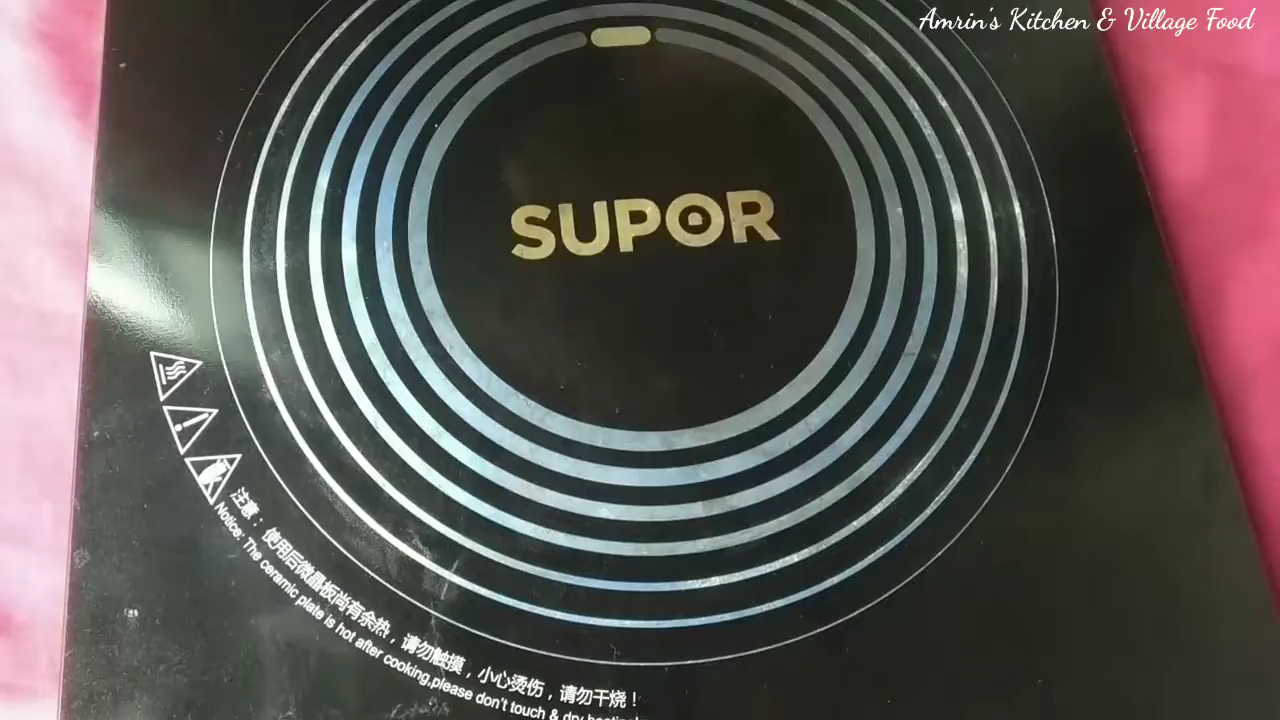 Amrin's Kitchen & Village Food
SUPOR
注意：使用后微晶板尚有余热，请勿触摸，小心烫伤，请勿干烧！
Notice: The ceramic plate is hot after cooking,please don't touch & dry